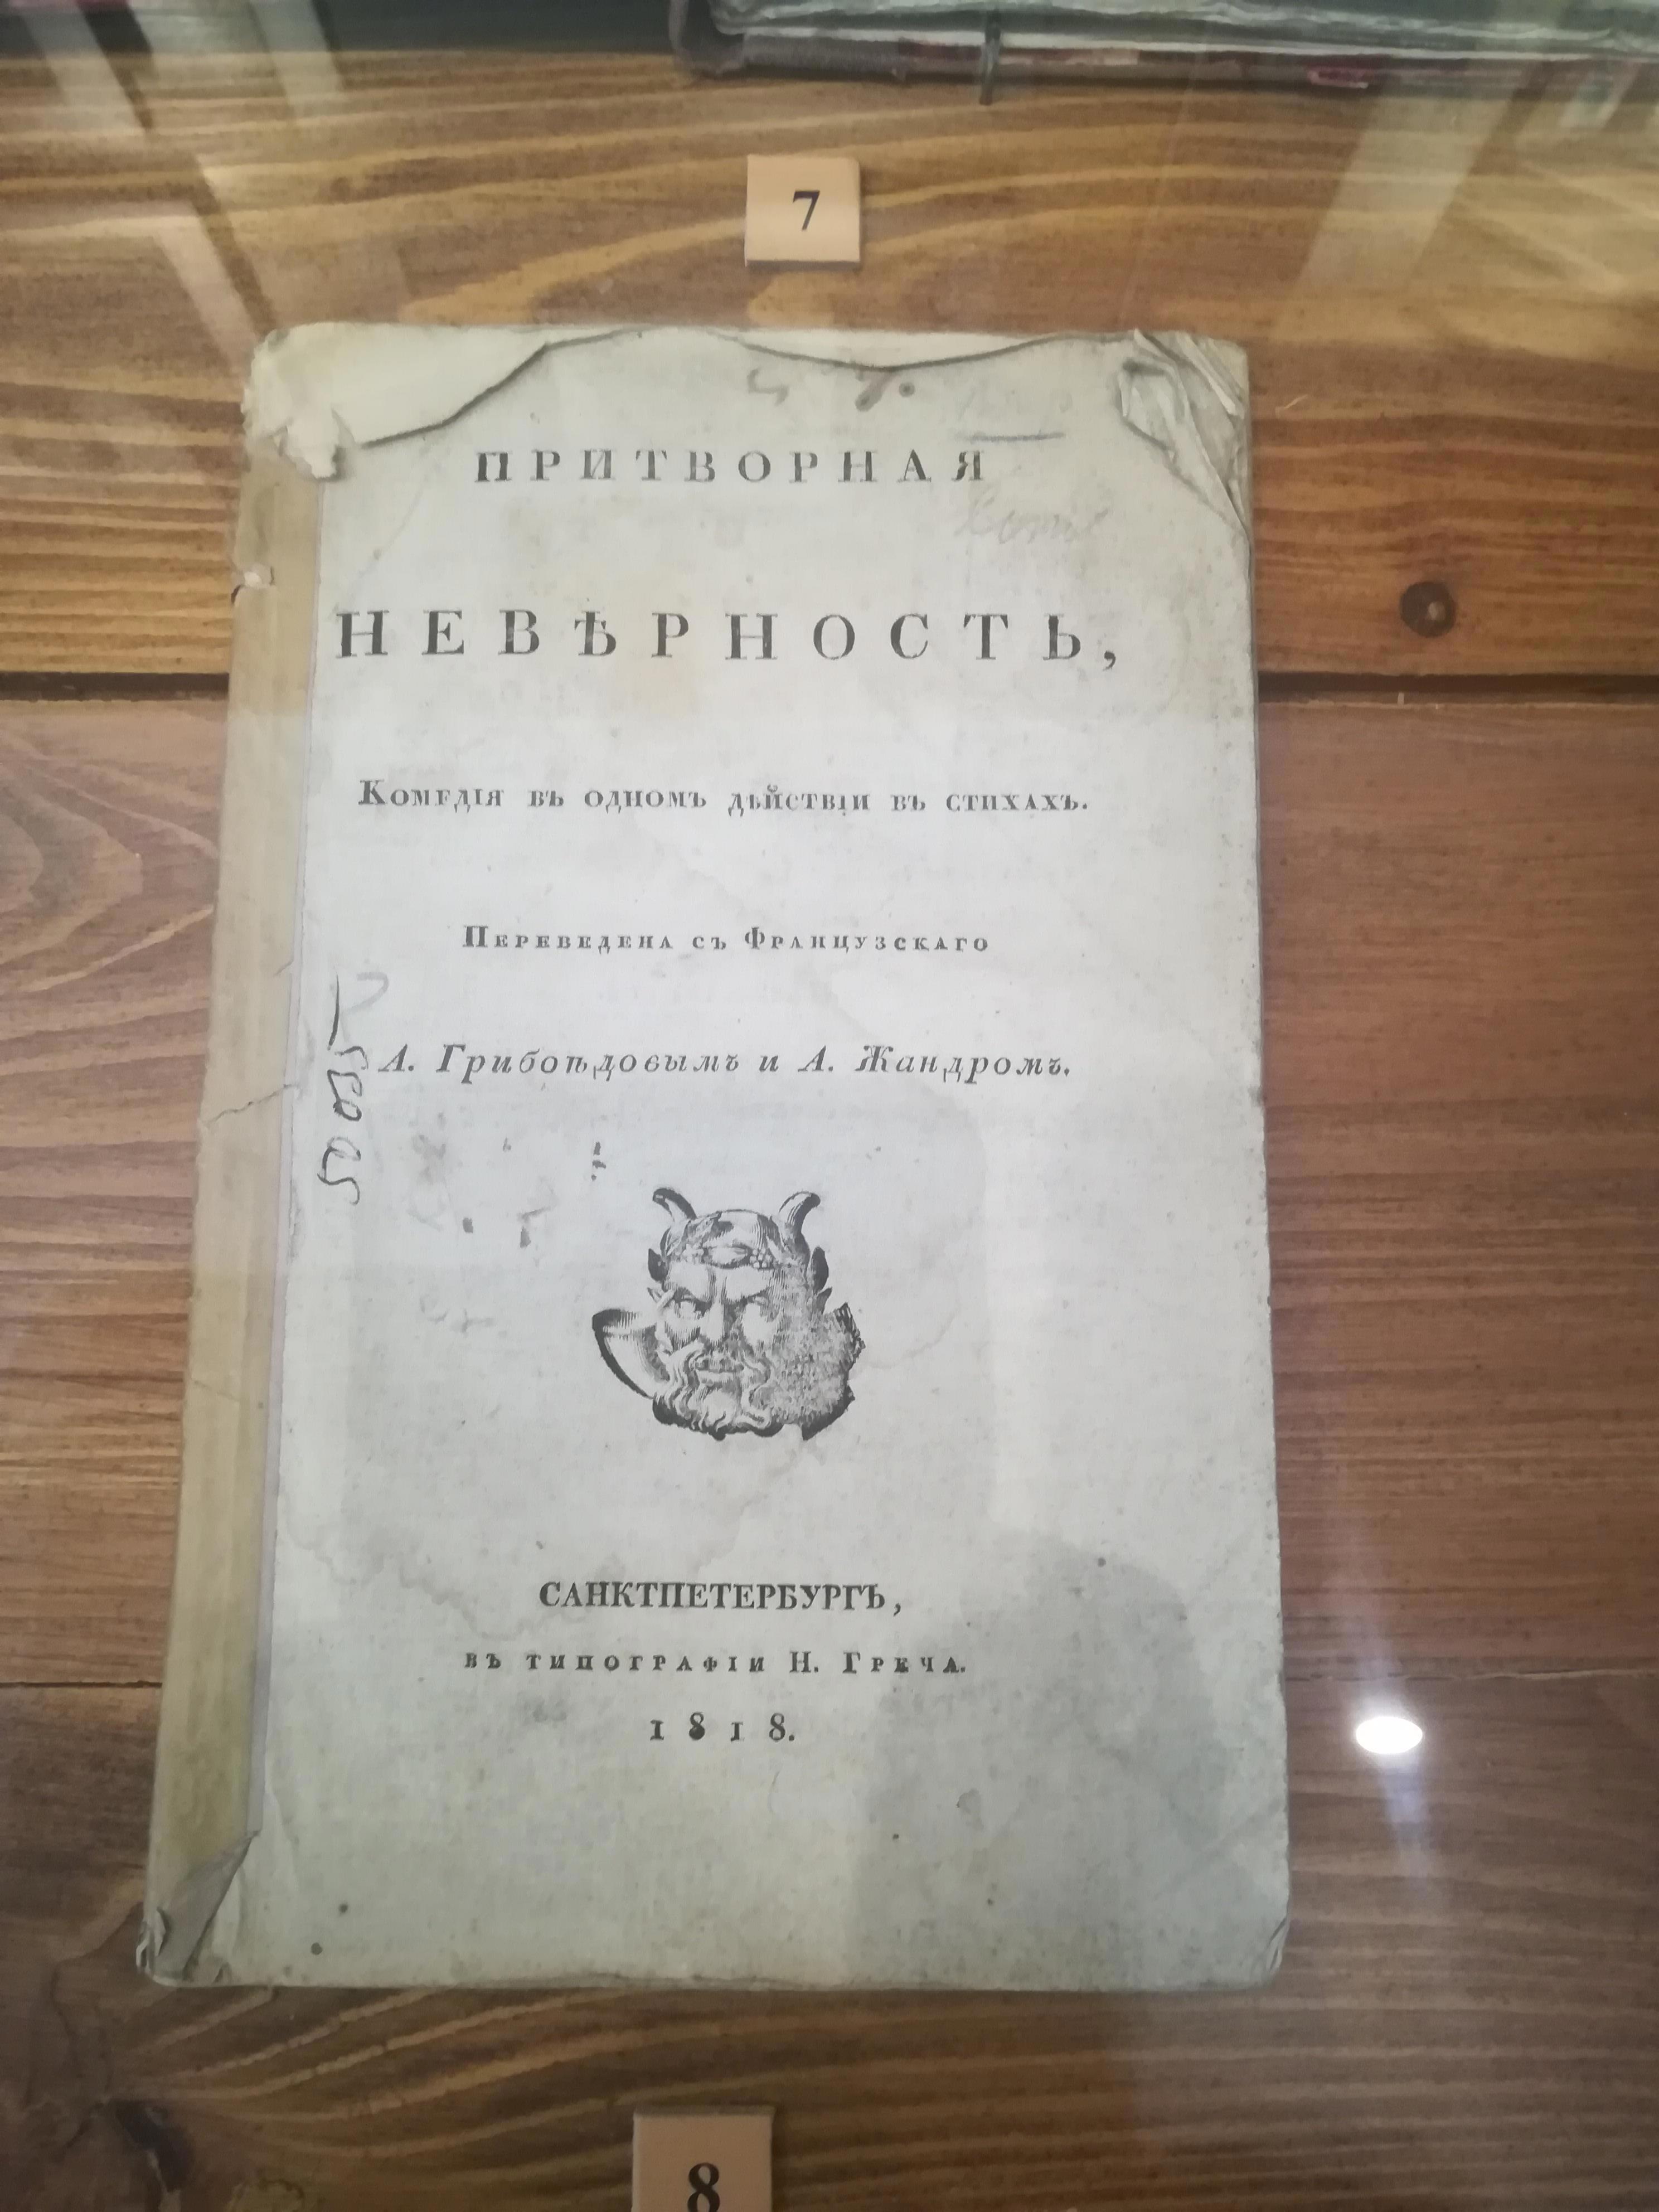 7
ПРИТВОРНАЯ
НЕВѢРНОСТЬ,
Комедія въ одномъ дѣйствіи въ стихахъ.
Переведена съ Французскаго
А. Грибоѣдовымъ и А. Жандромъ.
САНКТПЕТЕРБУРГЪ,
въ типографіи Н. Греча.
1818.
8